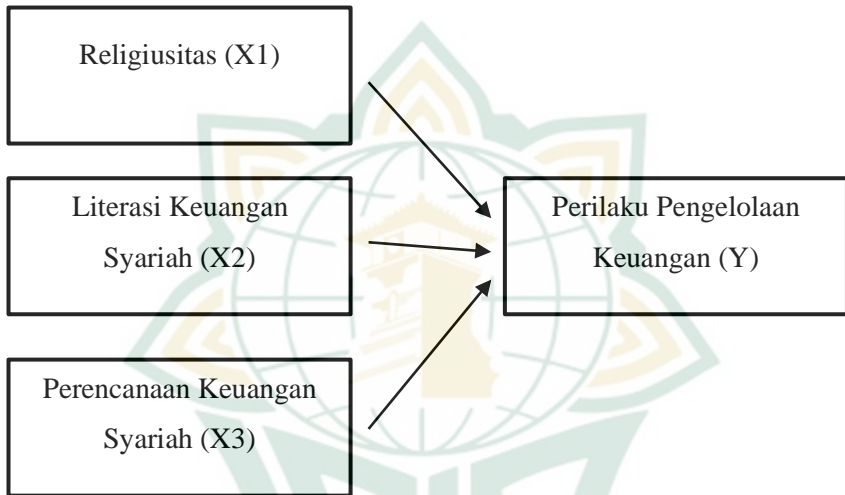 Religiusitas (X1)
Literasi Keuangan
Syariah (X2)
Perilaku Pengelolaan
Keuangan (Y)
Perencanaan Keuangan
Syariah (X3)